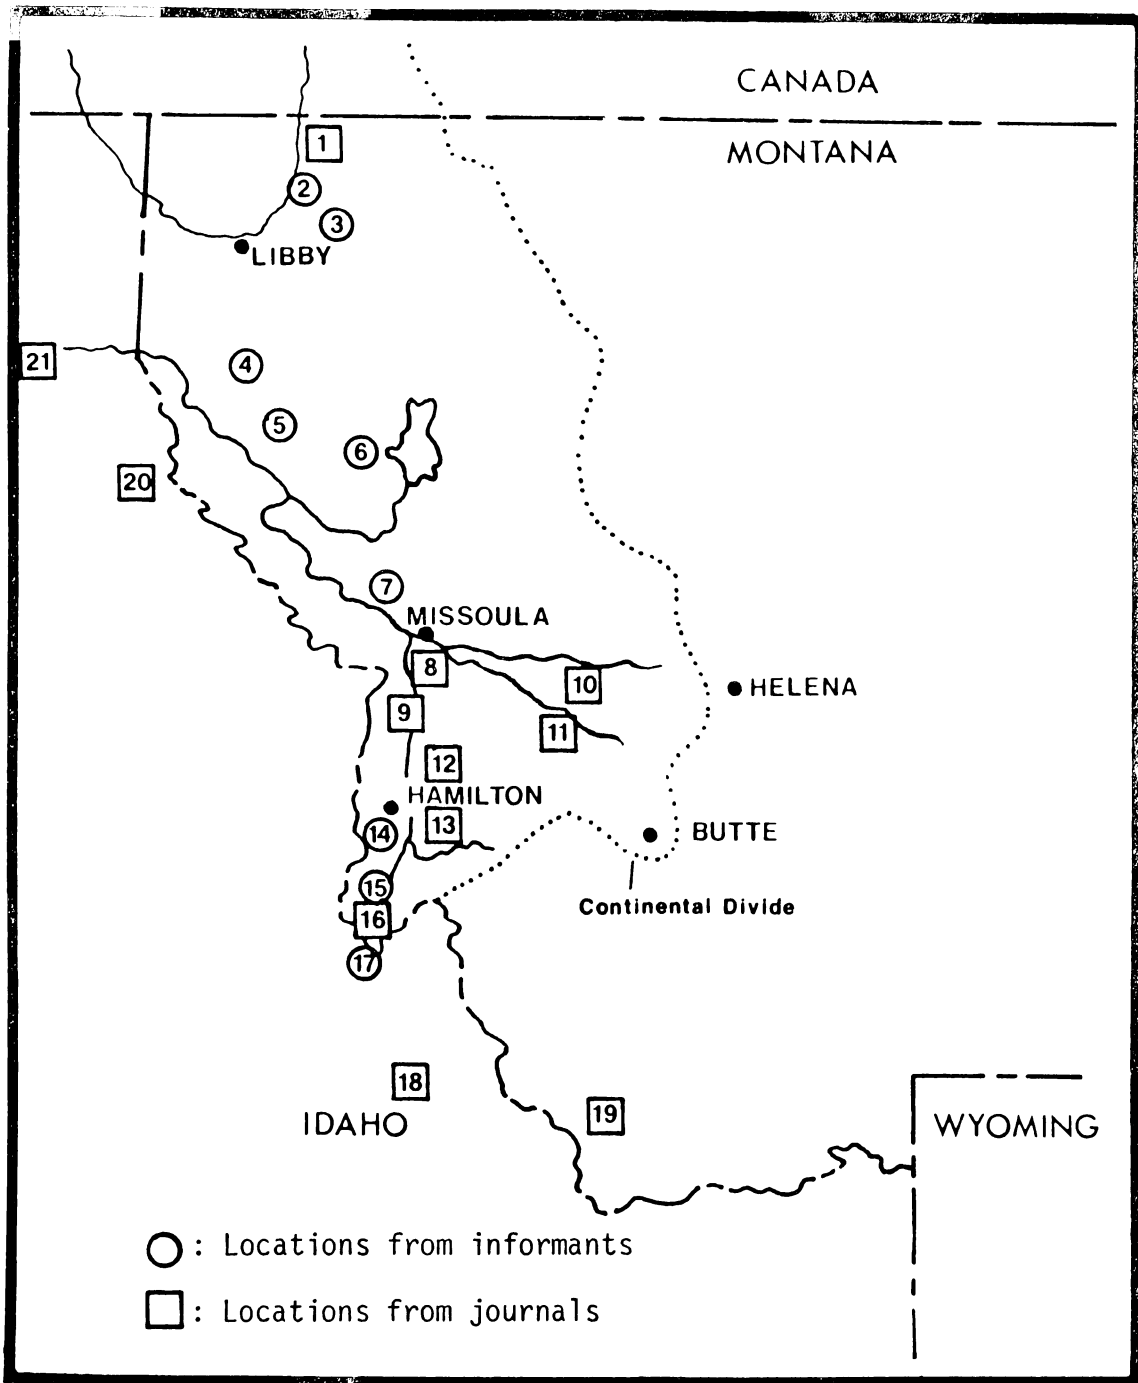 CANADA
MONTANA
1
2
3
LIBBY
21
4
5
6
20
7
MISSOULA
8
10
HELENA
9
11
12
HAMILTON
14
13
BUTTE
15
Continental Divide
16
17
18
19
IDAHO
WYOMING
: Locations from informants
: Locations from journals